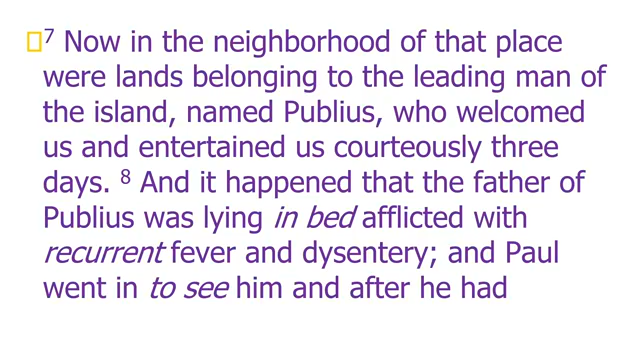 7 Now in the neighborhood of that place
were lands belonging to the leading man of
the island, named Publius, who welcomed
us and entertained us courteously three
days. 8 And it happened that the father of
Publius was lying in bed afflicted with
recurrent fever and dysentery; and Paul
went in to see him and after he had